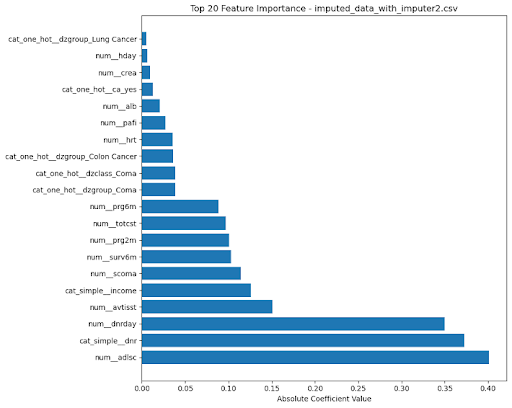 Top 20 Feature Importance - imputed_data_with_imputer2.csv
cat_one_hot__dzgroup_Lung Cancer
num__hday
num__crea
cat_one_hot__ca_yes
num__alb
num__pafi
num__hrt
cat_one_hot__dzgroup_Colon Cancer
cat_one_hot__dzclass_Coma
cat_one_hot__dzgroup_Coma
num__prg6m
num__totcst
num__prg2m
num__surv6m
num__scoma
cat_simple__income
num__avtisst
num__dnrday
cat_simple__dnr
num__adlsc
0.00 0.05 0.10 0.15 0.20 0.25 0.30 0.35 0.40
Absolute Coefficient Value